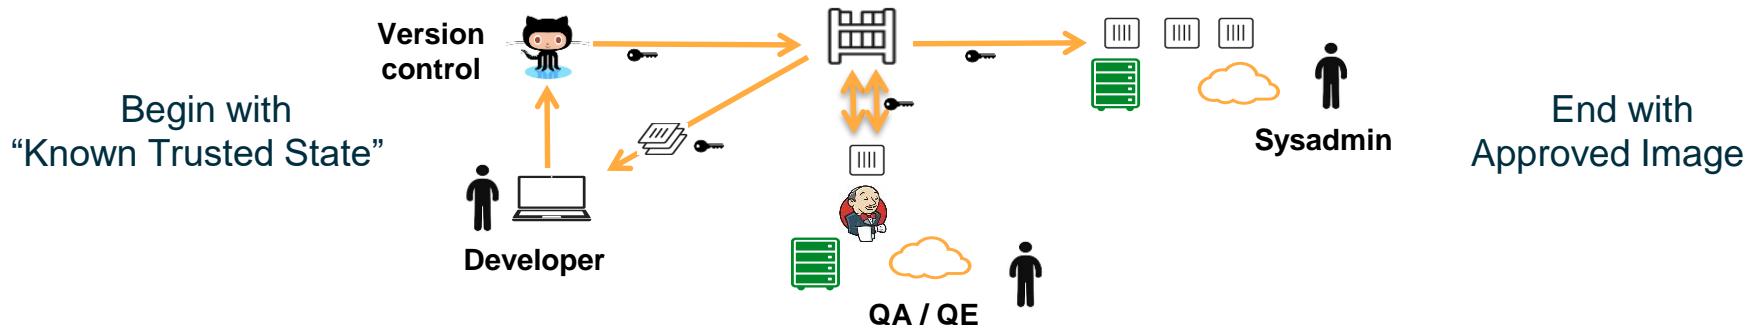 Version
control
Begin with
“Known Trusted State”
Developer
QA / QE
Sysadmin
End with
Approved Image